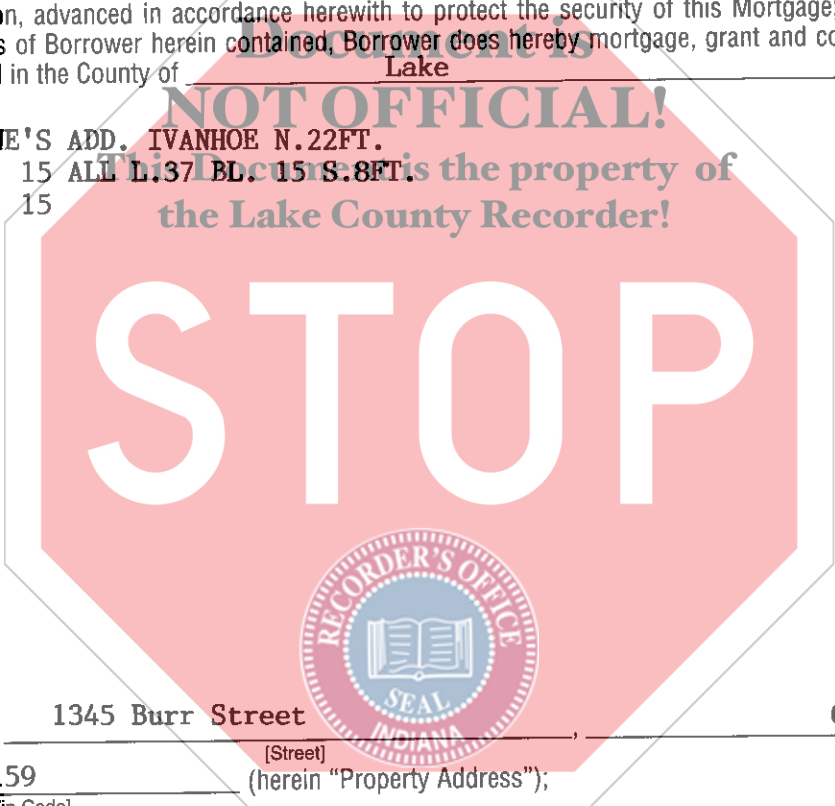 n, advanced in accordance herewith to protect the security of this Mortgage;
Document is
s of Borrower herein contained, Borrower does hereby mortgage, grant and co
in the County of Lake
NOT OFFICIAL!
E'S ADD. IVANHOE N.22FT.
15 ALL L.37 BL. 15 S.8FT.
This Document is the property of
15
the Lake County Recorder!
STOP
RECORDER'S OFFICE
SEAL
INDIANA
1345 Burr Street ,
[Street]
59 (herein "Property Address");